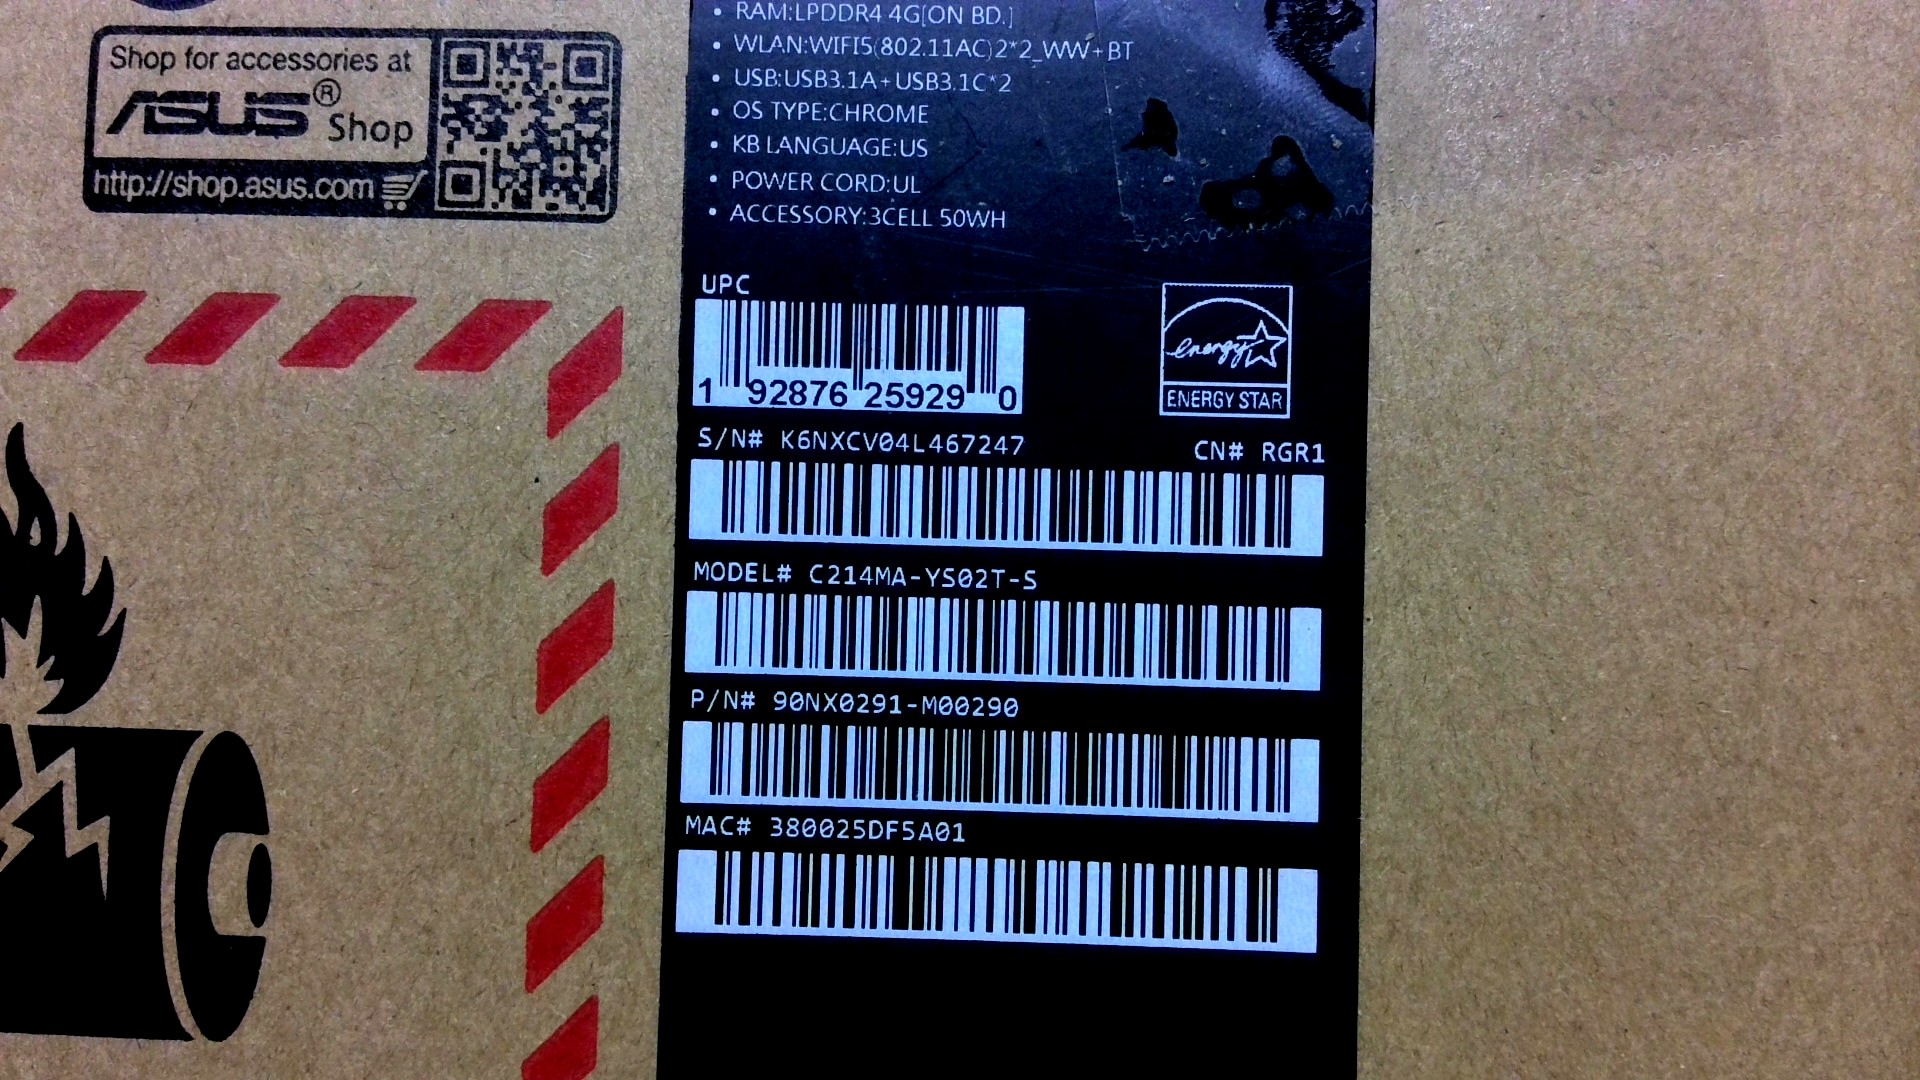 Shop for accessories at
ASUS®
Shop
http://shop.asus.com
• RAM:LPDDR4 4G[ON BD.]
• WLAN:WIFI5(802.11AC)2*2_WW+BT
• USB:USB3.1A+USB3.1C*2
• OS TYPE:CHROME
• KB LANGUAGE:US
• POWER CORD:UL
• ACCESSORY:3CELL 50WH
UPC
1 92876 25929 0
energy
ENERGY STAR
S/N# K6NXCV04L467247
CN# RGR1
MODEL# C214MA-YS02T-S
P/N# 90NX0291-M00290
MAC# 380025DF5A01